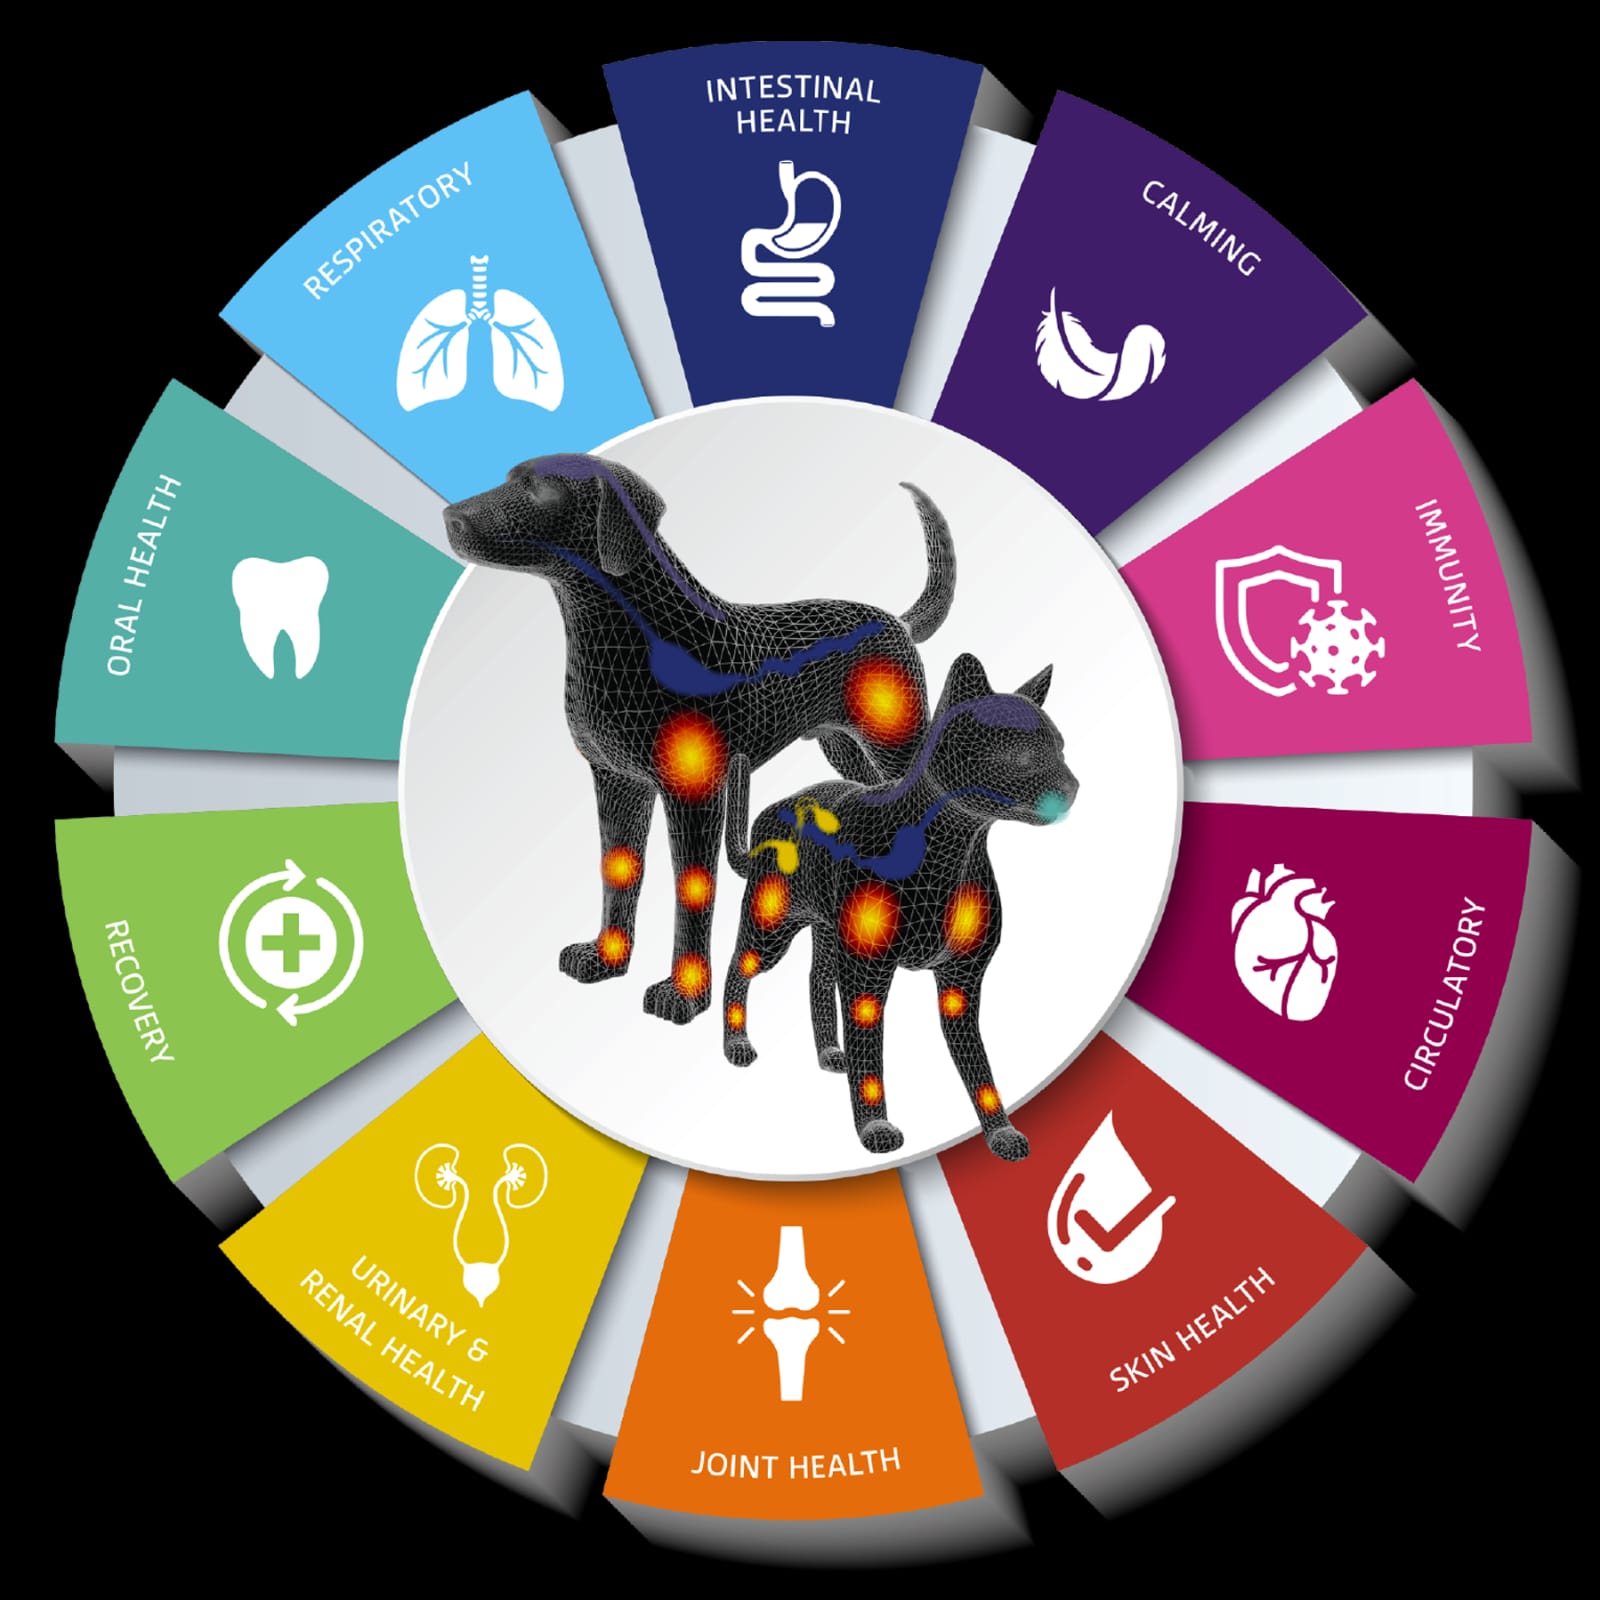 INTESTINAL
HEALTH
CALMING
IMMUNITY
CIRCULATORY
SKIN HEALTH
JOINT HEALTH
URINARY &
RENAL HEALTH
RECOVERY
ORAL HEALTH
RESPIRATORY